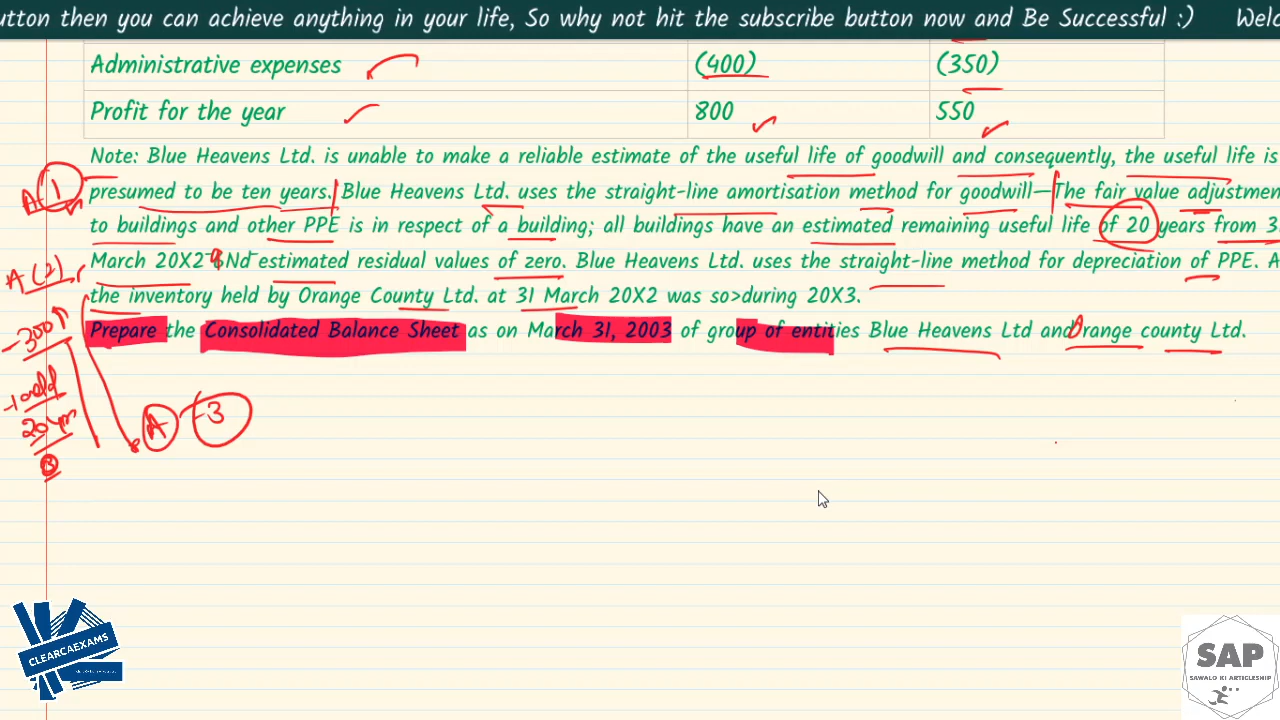 utton then you can achieve anything in your life, So why not hit the subscribe button now and Be Successful :) Welc
Administrative expenses (400) (350)
Profit for the year 800 550
Note: Blue Heavens Ltd. is unable to make a reliable estimate of the useful life of goodwill and consequently, the useful life is
presumed to be ten years. Blue Heavens Ltd. uses the straight-line amortisation method for goodwill—The fair value adjustmen
to buildings and other PPE is in respect of a building; all buildings have an estimated remaining useful life of 20 years from 3
March 20X2 Nd estimated residual values of zero. Blue Heavens Ltd. uses the straight-line method for depreciation of PPE. A
the inventory held by Orange County Ltd. at 31 March 20X2 was so>during 20X3.
Prepare the Consolidated Balance Sheet as on March 31, 2003 of group of entities Blue Heavens Ltd and Orange county Ltd.
A 1
A (2)
-300
A -3
CLEARCAEXAMS
SAP
SAWALO KI ARTICLESHIP